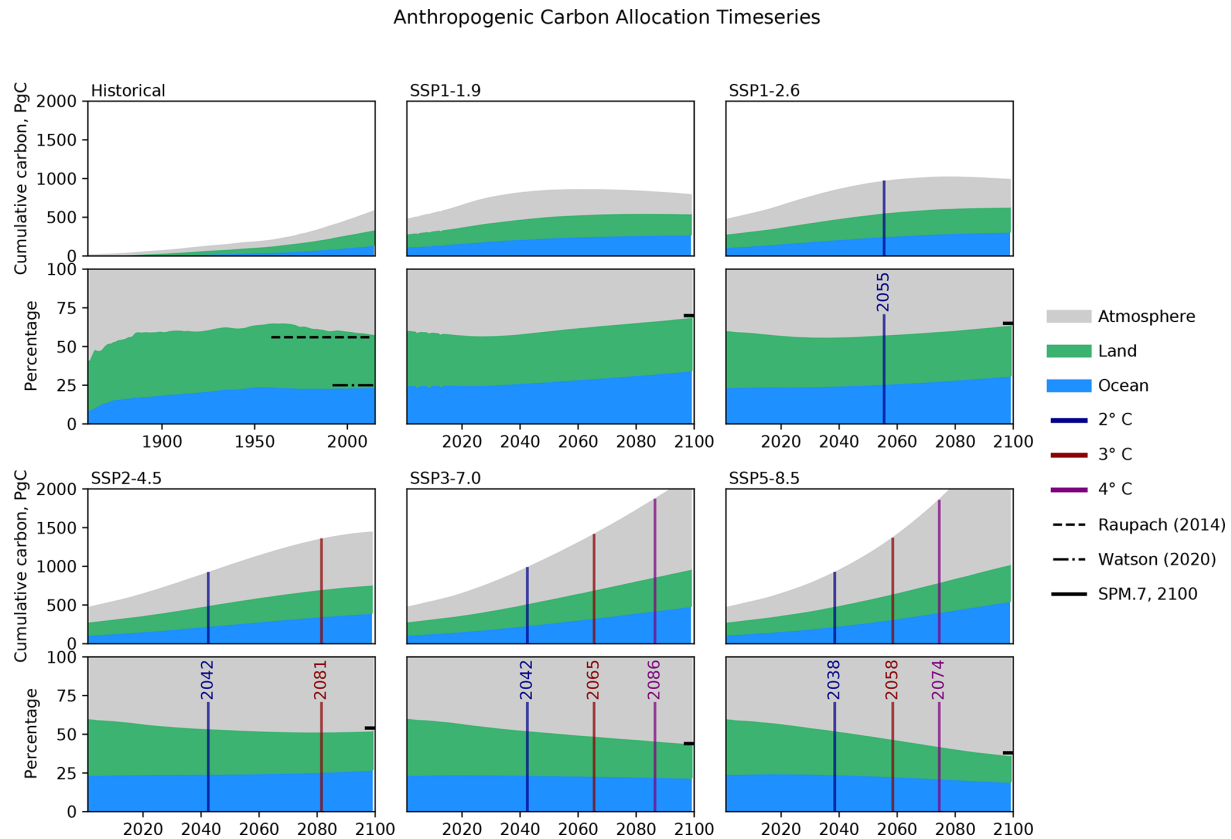 Anthropogenic Carbon Allocation Timeseries
Historical
SSP1-1.9
SSP1-2.6
Cumulative carbon, PgC
2000
1500
1000
500
0
Percentage
100
75
50
25
0
2055
1900 1950 2000
2020 2040 2060 2080 2100
2020 2040 2060 2080 2100
Atmosphere
Land
Ocean
2° C
3° C
4° C
Raupach (2014)
Watson (2020)
SPM.7, 2100
SSP2-4.5
SSP3-7.0
SSP5-8.5
Cumulative carbon, PgC
2000
1500
1000
500
0
Percentage
100
75
50
25
0
2042
2081
2042
2065
2086
2038
2058
2074
2020 2040 2060 2080 2100
2020 2040 2060 2080 2100
2020 2040 2060 2080 2100